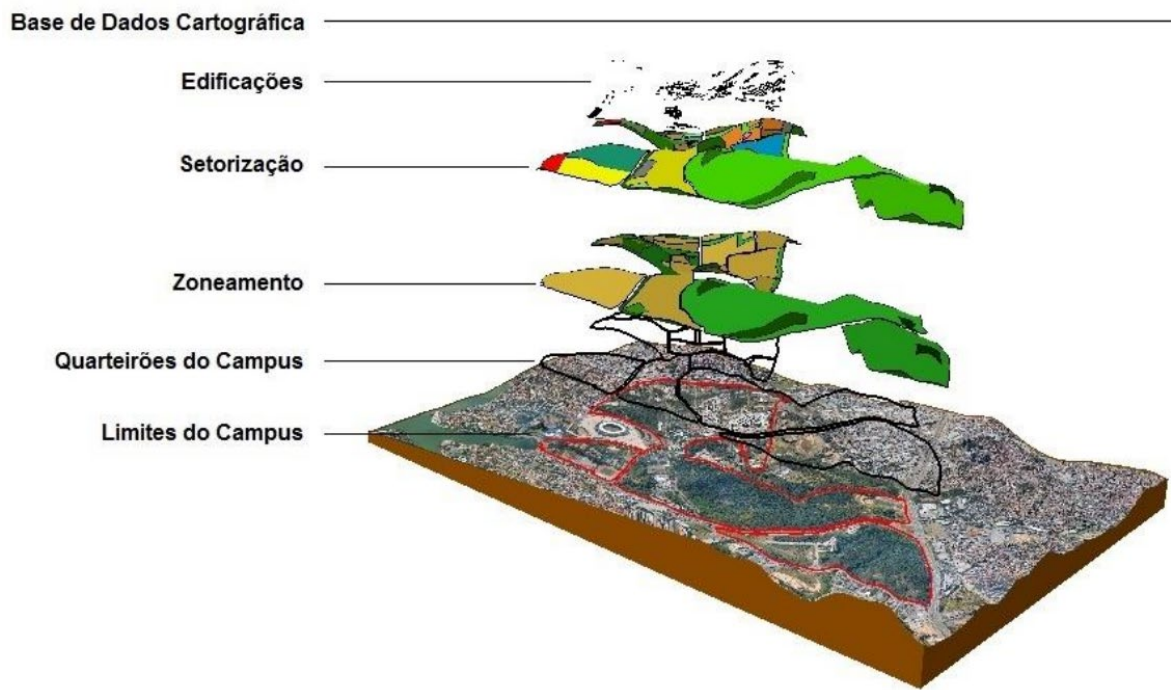 Base de Dados Cartográfica
Edificações
Setorização
Zoneamento
Quarteirões do Campus
Limites do Campus